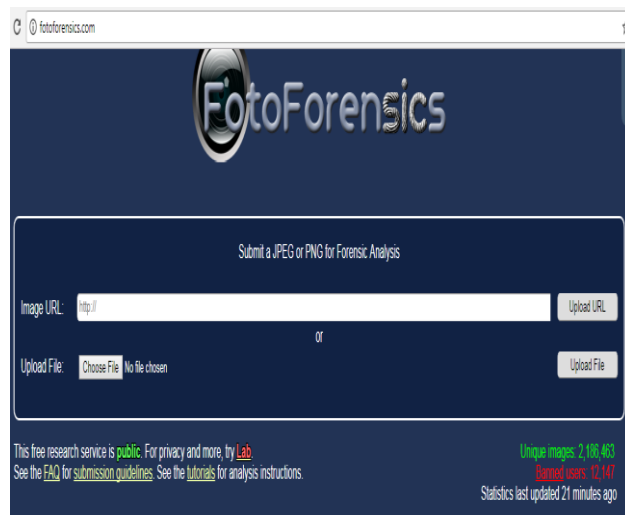 fotoforensics.com
FotoForensics
Submit a JPEG or PNG for Forensic Analysis
Image URL: http:// Upload URL
or
Upload File: Choose File No file chosen Upload File
This free research service is public. For privacy and more, try Lab.
See the FAQ for submission guidelines. See the tutorials for analysis instructions.
Unique images: 2,186,463
Banned users: 12,147
Statistics last updated 21 minutes ago